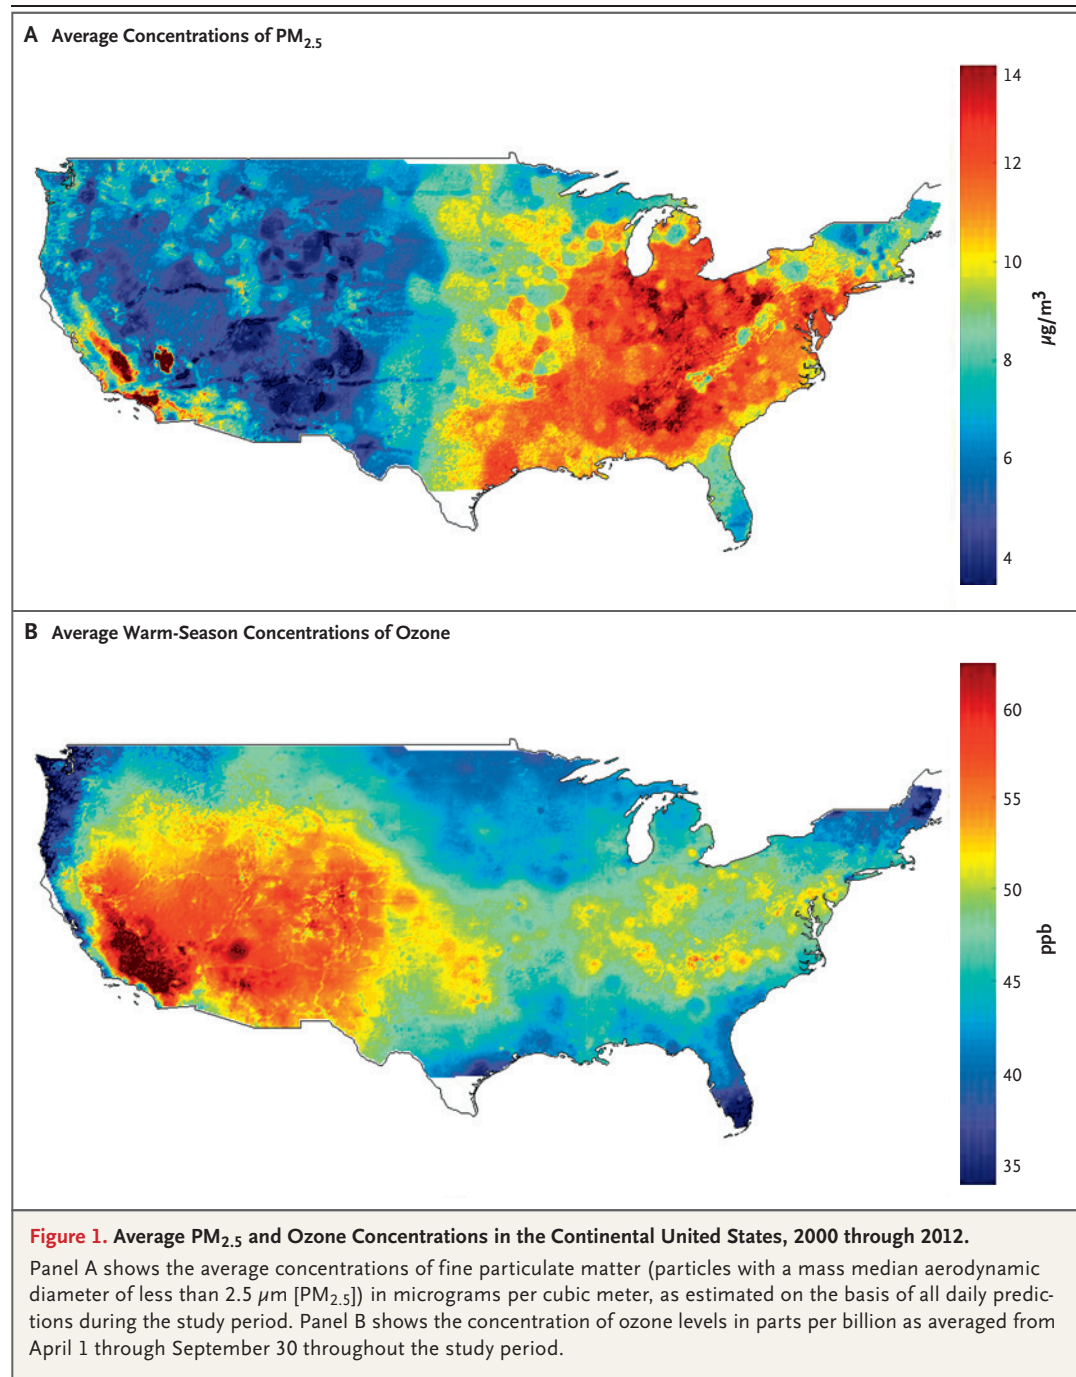 A Average Concentrations of PM2.5
14
12
10
8
6
4
µg/m³
B Average Warm-Season Concentrations of Ozone
60
55
50
45
40
35
ppb
Figure 1. Average PM2.5 and Ozone Concentrations in the Continental United States, 2000 through 2012.
Panel A shows the average concentrations of fine particulate matter (particles with a mass median aerodynamic
diameter of less than 2.5 µm [PM2.5]) in micrograms per cubic meter, as estimated on the basis of all daily predic-
tions during the study period. Panel B shows the concentration of ozone levels in parts per billion as averaged from
April 1 through September 30 throughout the study period.